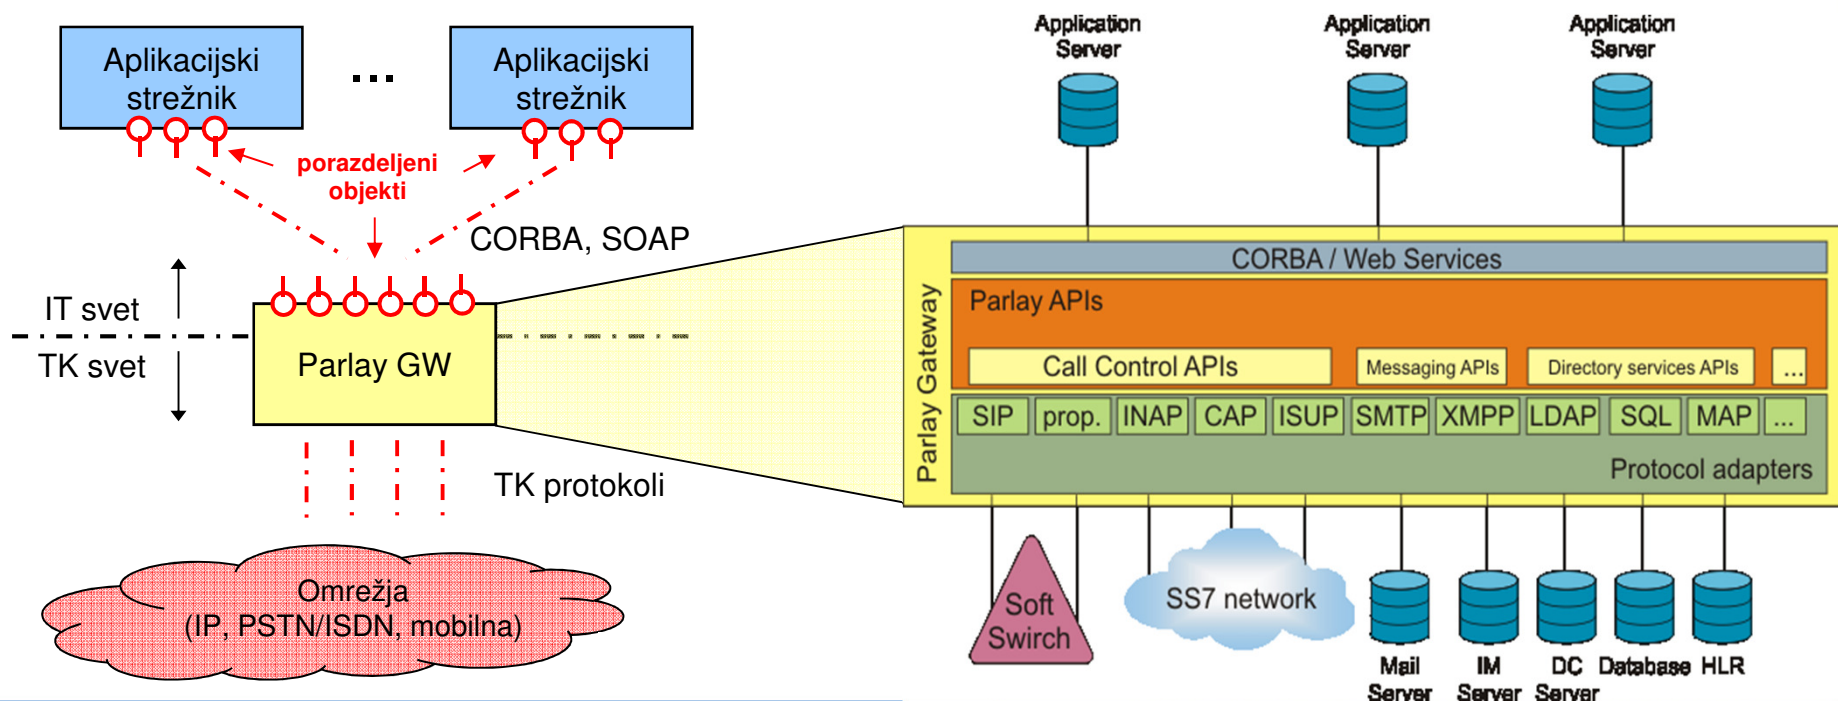 Aplikacijski
strežnik
...
Aplikacijski
strežnik
porazdeljeni
objekti
CORBA, SOAP
IT svet
TK svet
Parlay GW
TK protokoli
Omrežja
(IP, PSTN/ISDN, mobilna)
Application
Server
Application
Server
Application
Server
Parlay Gateway
CORBA / Web Services
Parlay APIs
Call Control APIs
Messaging APIs
Directory services APIs
...
SIP
prop.
INAP
CAP
ISUP
SMTP
XMPP
LDAP
SQL
MAP
...
Protocol adapters
Soft
Swirch
SS7 network
Mail
Server
IM
Server
DC
Server
Database
HLR